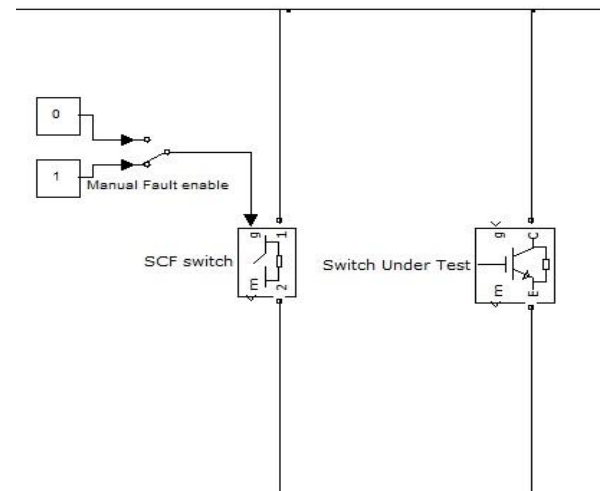 0
1
Manual Fault enable
g
1
SCF switch
m
2
g
C
Switch Under Test
m
E